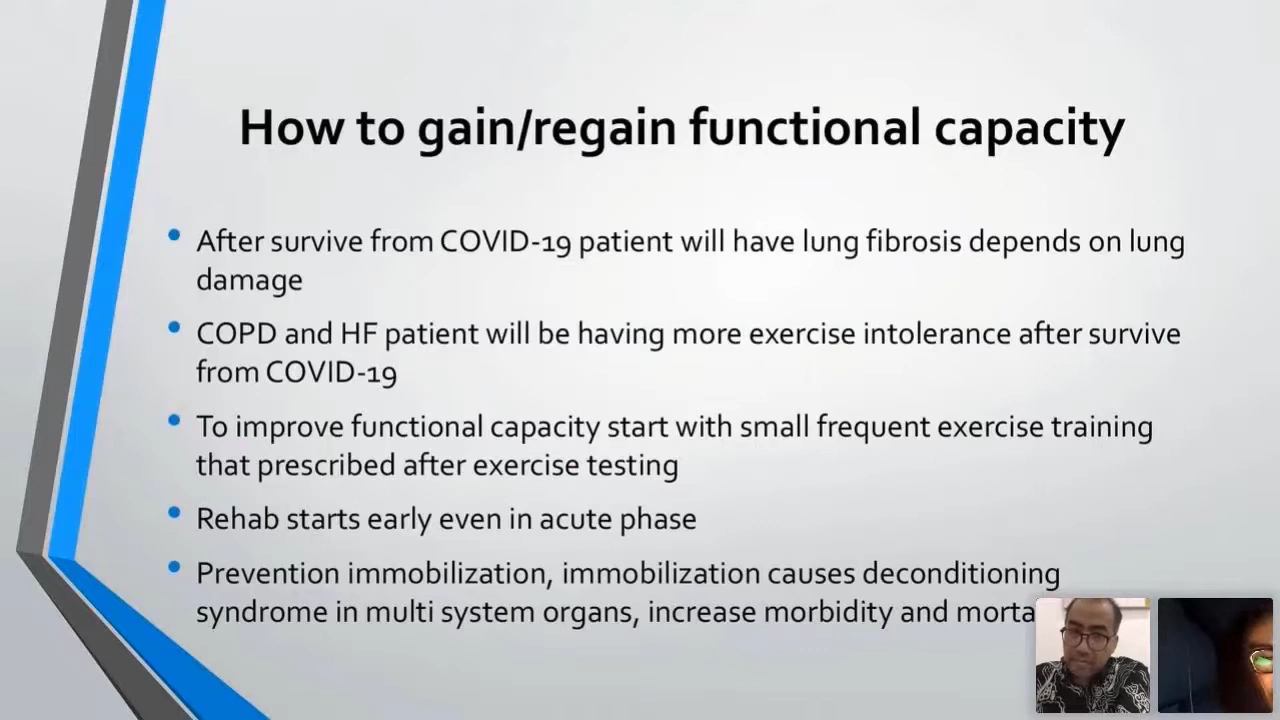 How to gain/regain functional capacity
After survive from COVID-19 patient will have lung fibrosis depends on lung
damage
COPD and HF patient will be having more exercise intolerance after survive
from COVID-19
To improve functional capacity start with small frequent exercise training
that prescribed after exercise testing
Rehab starts early even in acute phase
Prevention immobilization, immobilization causes deconditioning
syndrome in multi system organs, increase morbidity and